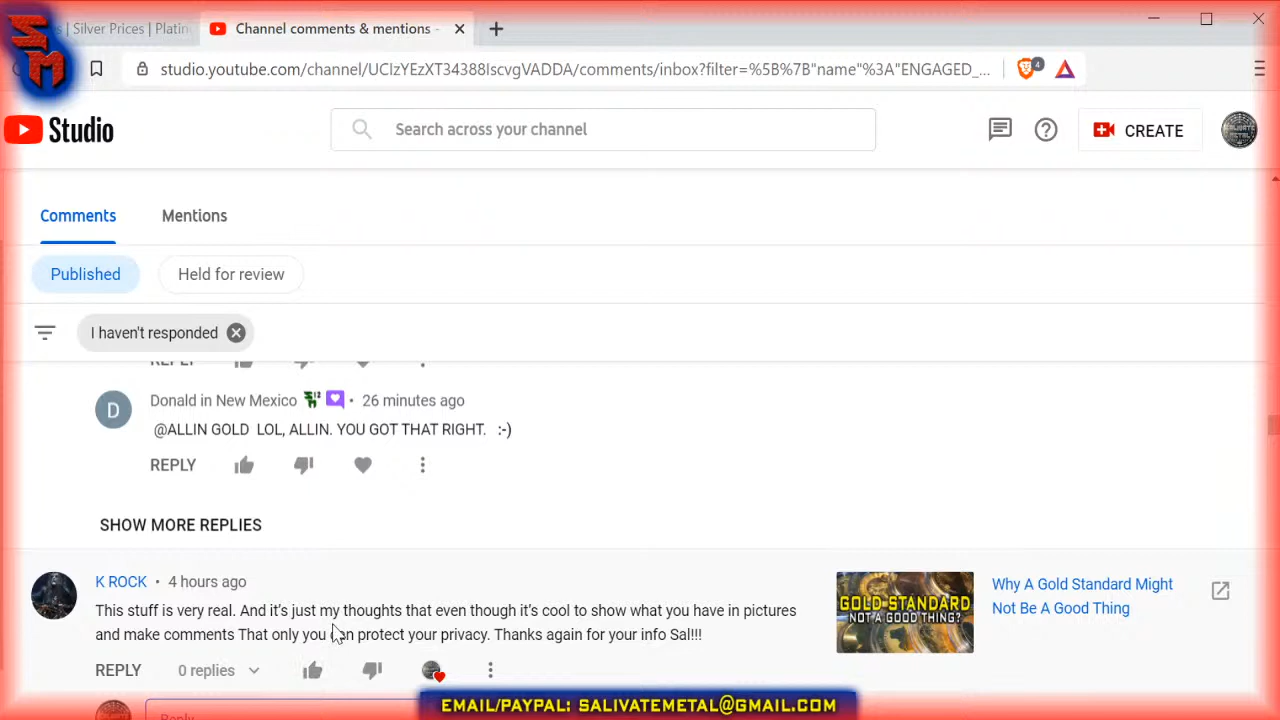 s | Silver Prices | Platin
Channel comments & mentions -
SM
studio.youtube.com/channel/UCIzYEzXT34388IscvgVADDA/comments/inbox?filter=%5B%7B"name"%3A"ENGAGED_...
4
Studio
Search across your channel
CREATE
Comments
Mentions
Published
Held for review
I haven't responded
REPLY
Donald in New Mexico • 26 minutes ago
D
@ALLIN GOLD LOL, ALLIN. YOU GOT THAT RIGHT. :-)
REPLY
SHOW MORE REPLIES
K ROCK • 4 hours ago
This stuff is very real. And it's just my thoughts that even though it's cool to show what you have in pictures
and make comments That only you can protect your privacy. Thanks again for your info Sal!!!
REPLY
0 replies
GOLD STANDARD
NOT A GOOD THING?
Why A Gold Standard Might
Not Be A Good Thing
Reply
EMAIL/PAYPAL: SALIVATEMETAL@GMAIL.COM